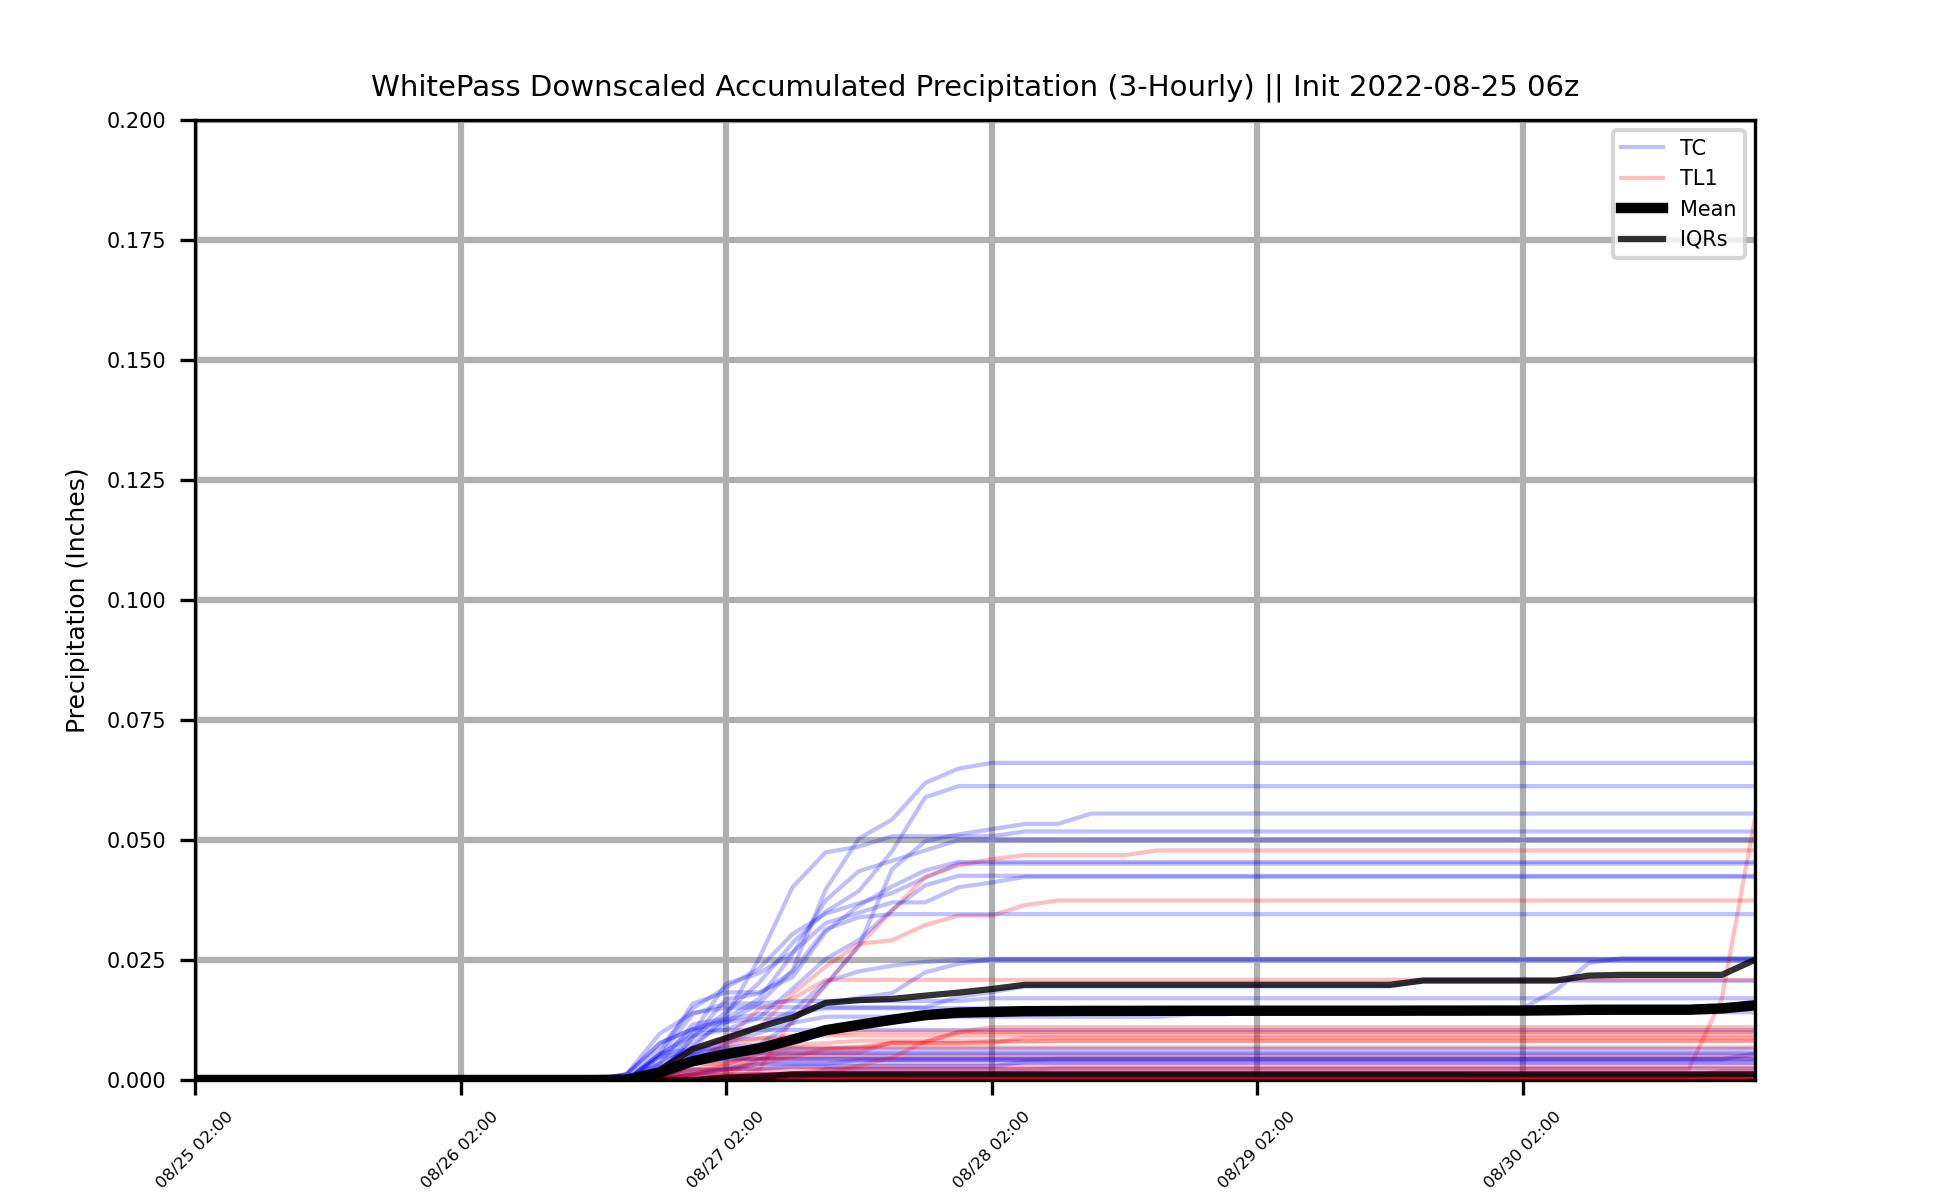 WhitePass Downscaled Accumulated Precipitation (3-Hourly) || Init 2022-08-25 06z
TC
TL1
Mean
IQRs
Precipitation (Inches)
0.200
0.175
0.150
0.125
0.100
0.075
0.050
0.025
0.000
08/25 02:00
08/26 02:00
08/27 02:00
08/28 02:00
08/29 02:00
08/30 02:00